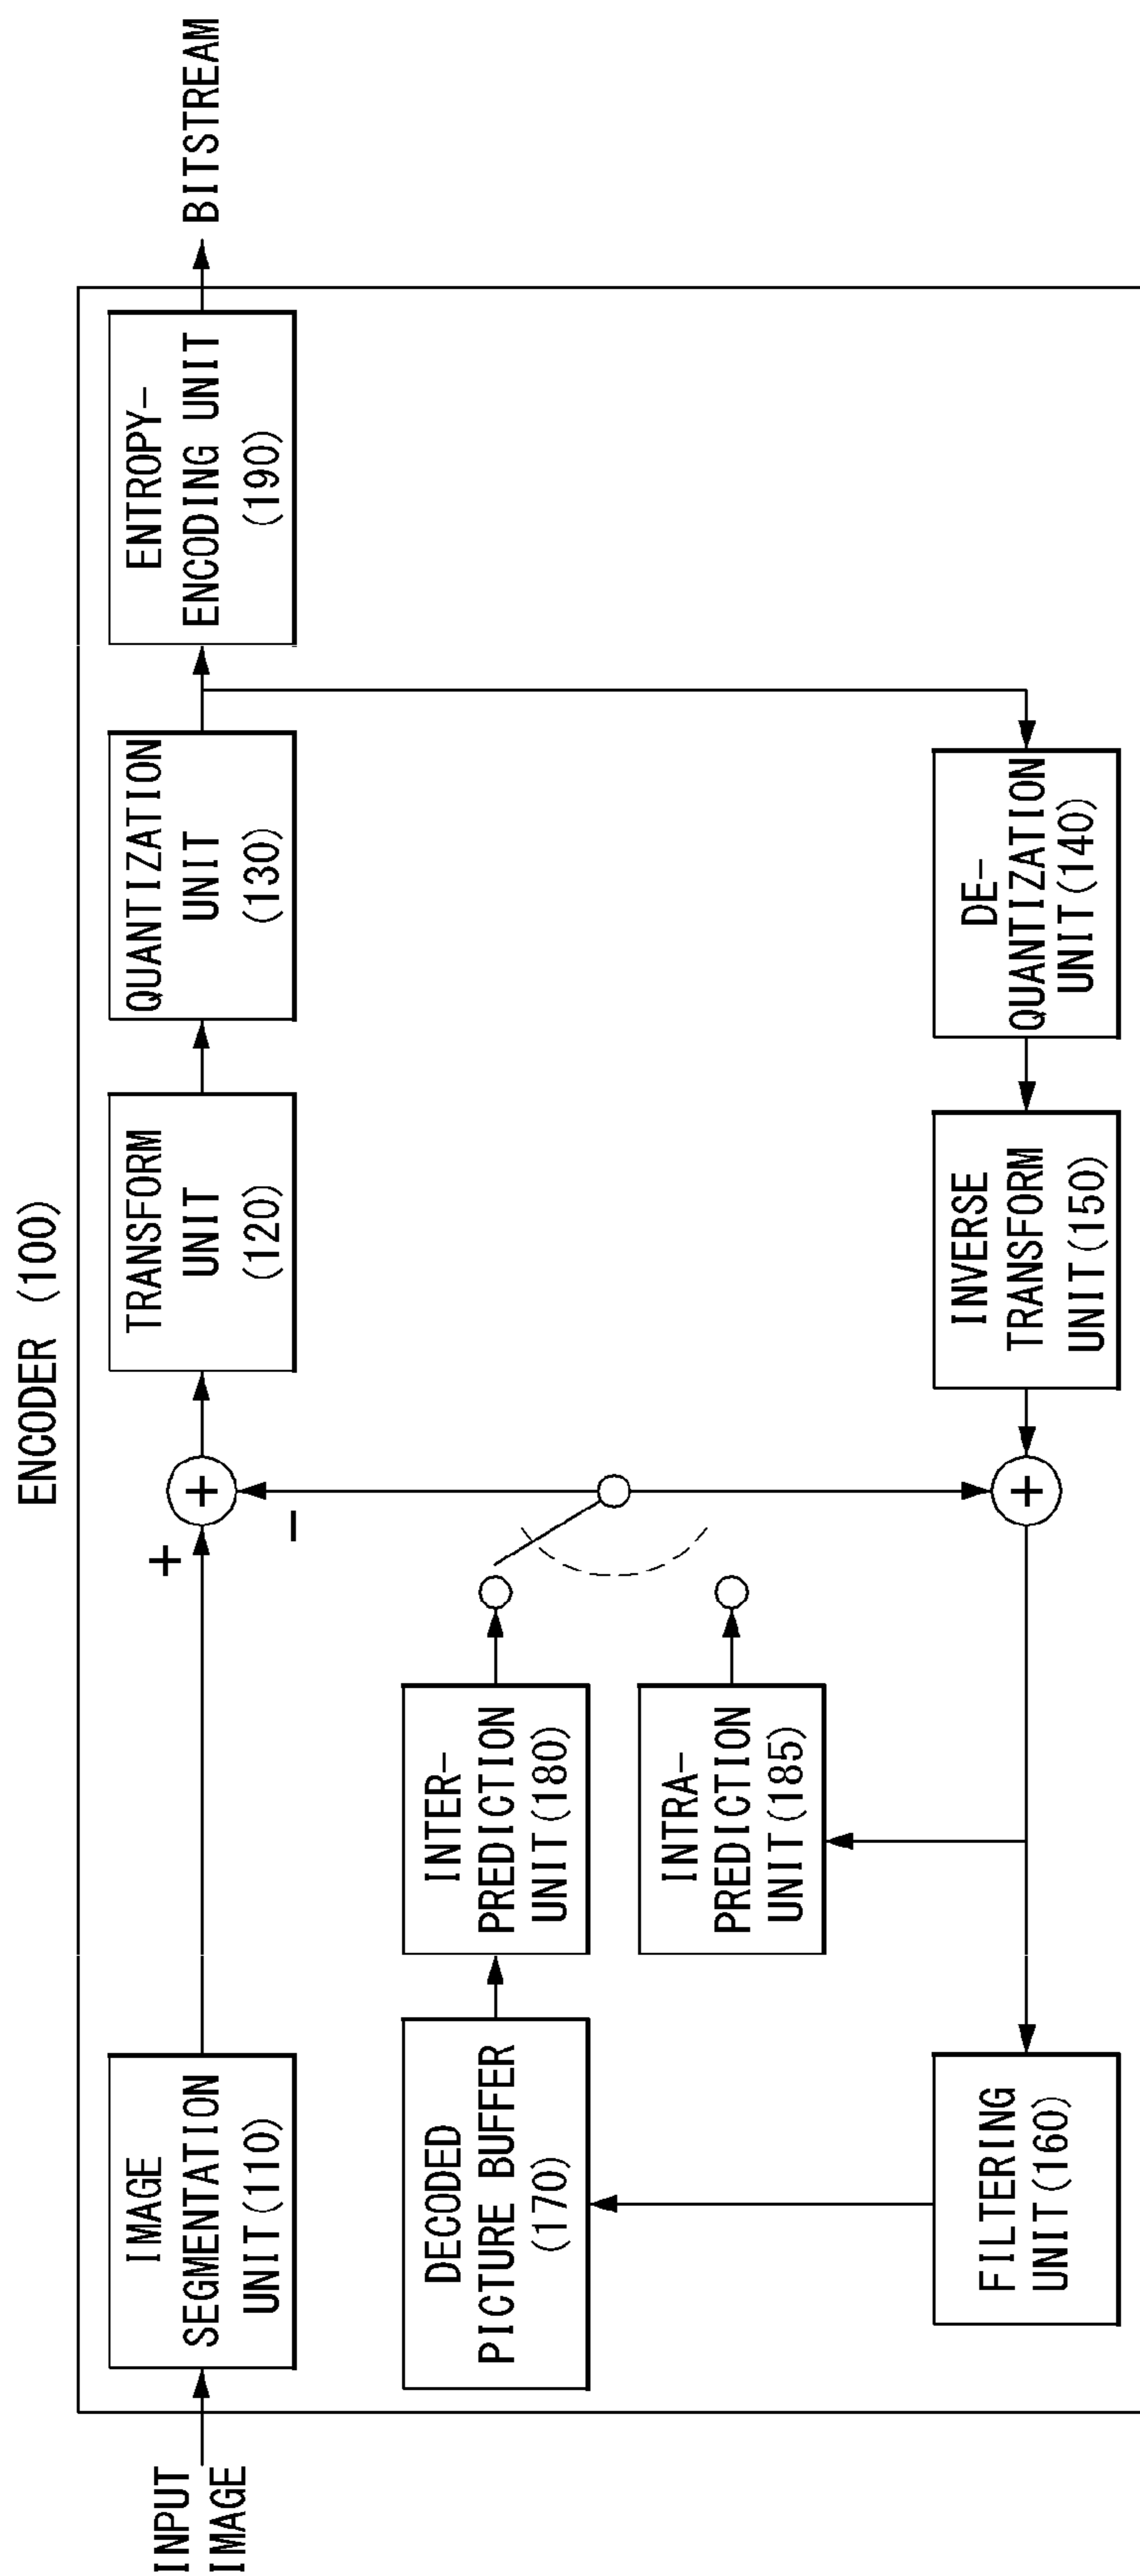 ENCODER (100)
INPUT
IMAGE
IMAGE
SEGMENTATION
UNIT(110)
+
−
+
TRANSFORM
UNIT
(120)
QUANTIZATION
UNIT
(130)
ENTROPY-
ENCODING UNIT
(190)
BITSTREAM
DECODED
PICTURE BUFFER
(170)
INTER-
PREDICTION
UNIT(180)
INTRA-
PREDICTION
UNIT(185)
FILTERING
UNIT(160)
+
INVERSE
TRANSFORM
UNIT(150)
DE-
QUANTIZATION
UNIT(140)